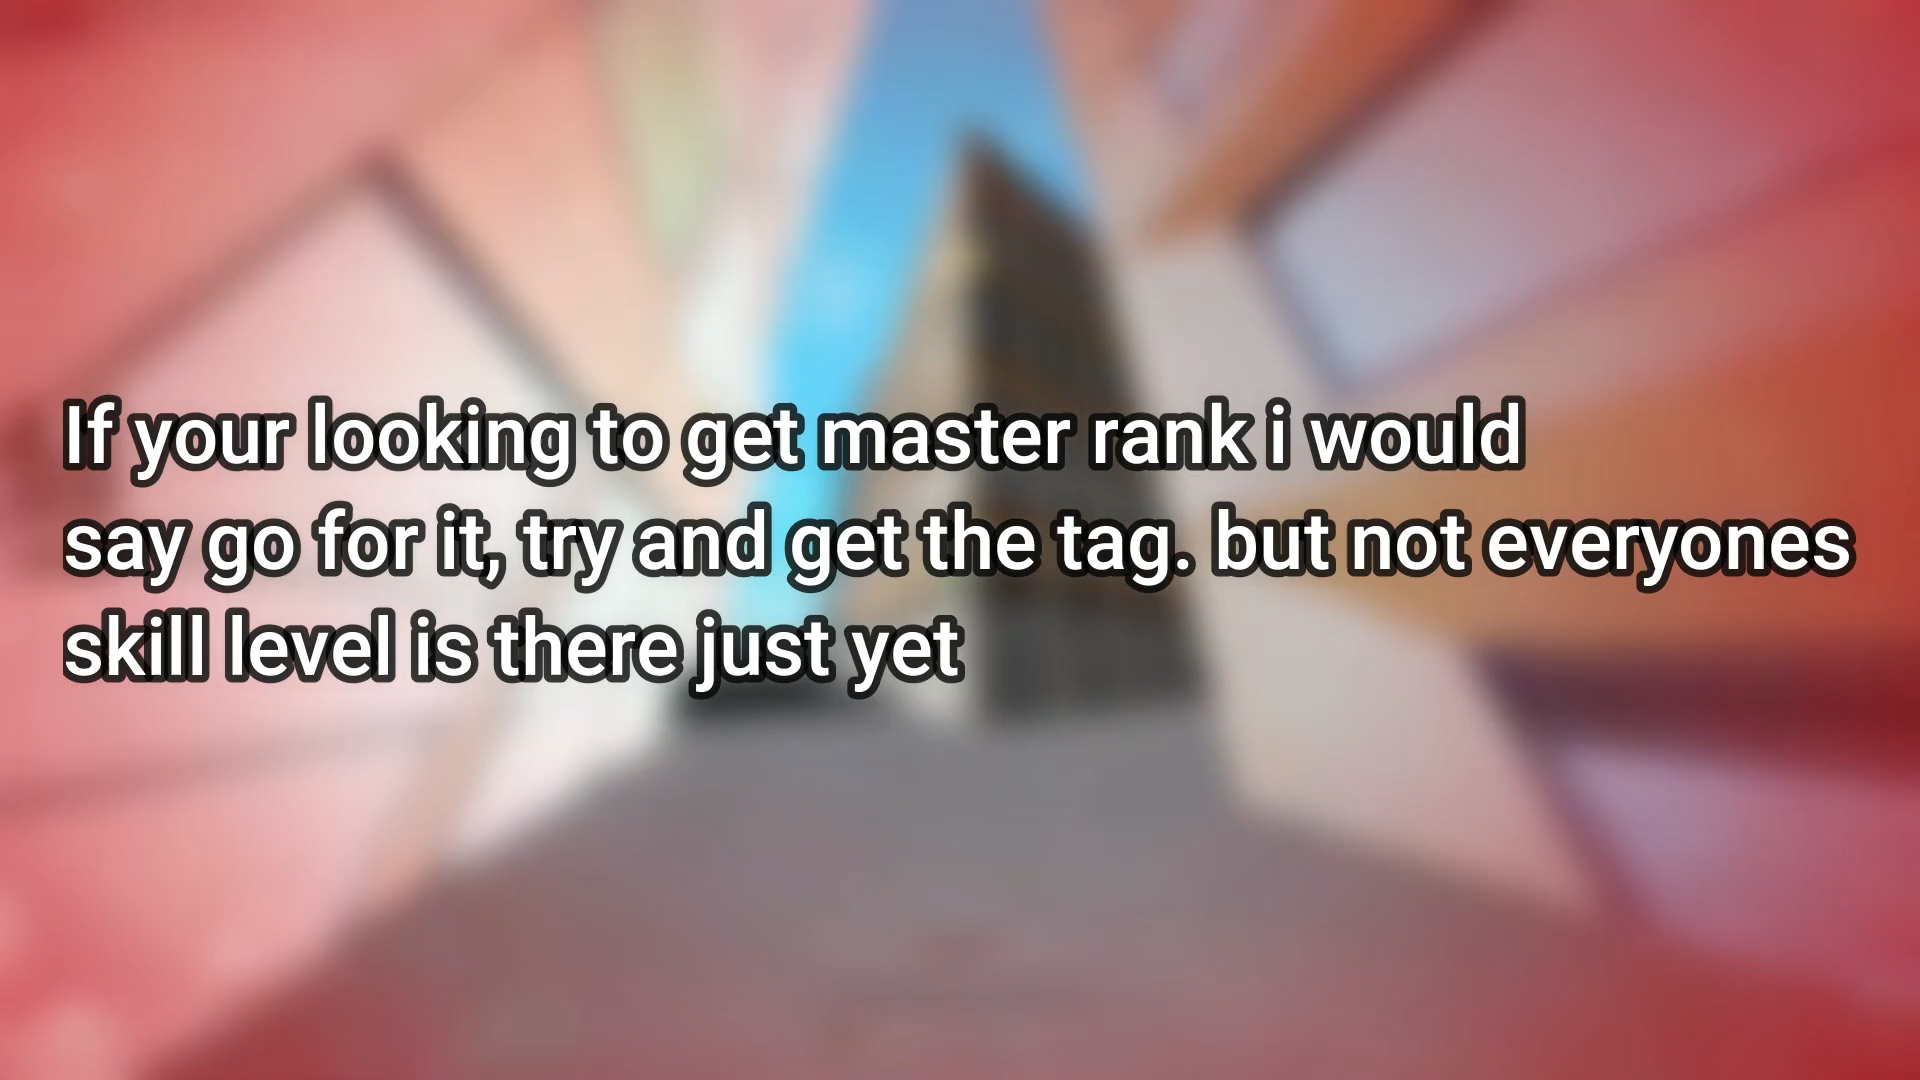 If your looking to get master rank i would
say go for it, try and get the tag. but not everyones
skill level is there just yet